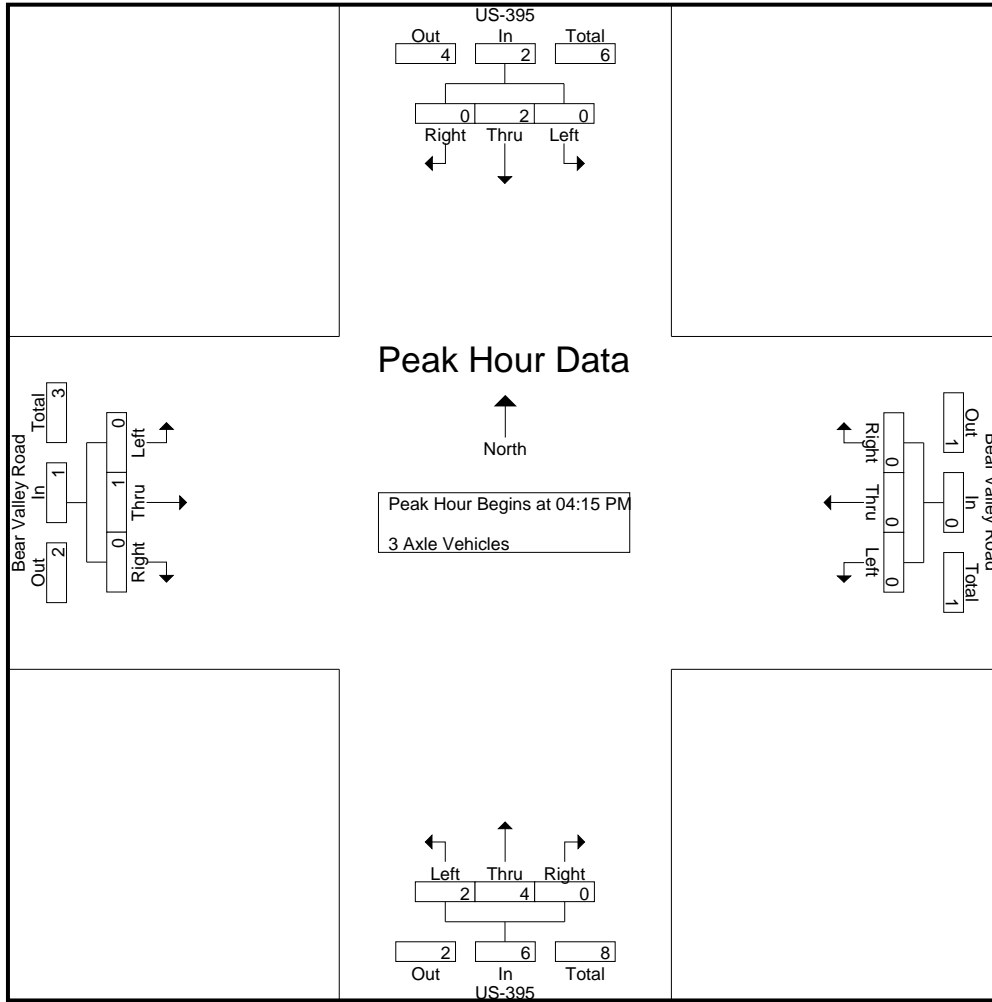 US-395
Out In Total
4 2 6
0 2 0
Right Thru Left
Peak Hour Data
North
Peak Hour Begins at 04:15 PM
3 Axle Vehicles
Bear Valley Road
Out In Total
2 1 3
Left Thru Right
0 1 0
Right Thru Left
0 0 0
Out In Total
1 0 1
Bear Valley Road
Left Thru Right
2 4 0
2 6 8
Out In Total
US-395